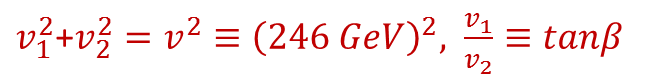 v₁²+v₂² = v² ≡ (246 GeV)², v₁/v₂ ≡ tanβ